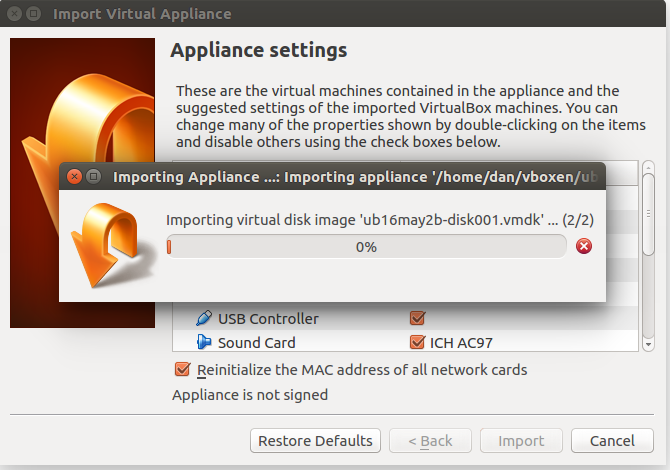 Import Virtual Appliance
Appliance settings
These are the virtual machines contained in the appliance and the
suggested settings of the imported VirtualBox machines. You can
change many of the properties shown by double-clicking on the items
and disable others using the check boxes below.
Importing Appliance ...: Importing appliance '/home/dan/vboxen/ub
Importing virtual disk image 'ub16may2b-disk001.vmdk' ... (2/2)
0%
USB Controller
Sound Card ICH AC97
Reinitialize the MAC address of all network cards
Appliance is not signed
Restore Defaults < Back Import Cancel